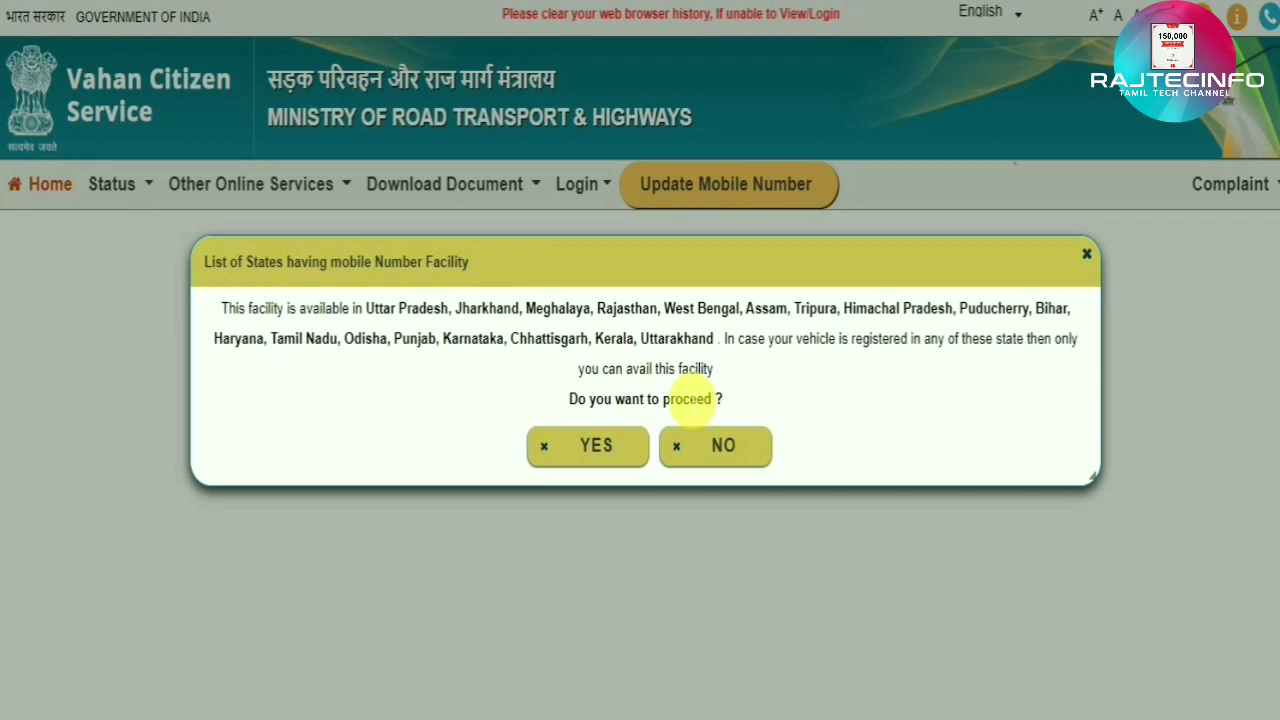 भारत सरकार GOVERNMENT OF INDIA
Please clear your web browser history, If unable to View/Login
English
A+ A
150,000
RAJTECINFO
TAMIL TECH CHANNEL
Vahan Citizen
Service
सत्यमेव जयते
सड़क परिवहन और राज मार्ग मंत्रालय
MINISTRY OF ROAD TRANSPORT & HIGHWAYS
Home Status Other Online Services Download Document Login Update Mobile Number Complaint
List of States having mobile Number Facility
This facility is available in Uttar Pradesh, Jharkhand, Meghalaya, Rajasthan, West Bengal, Assam, Tripura, Himachal Pradesh, Puducherry, Bihar,
Haryana, Tamil Nadu, Odisha, Punjab, Karnataka, Chhattisgarh, Kerala, Uttarakhand . In case your vehicle is registered in any of these state then only
you can avail this facility
Do you want to proceed ?
YES NO